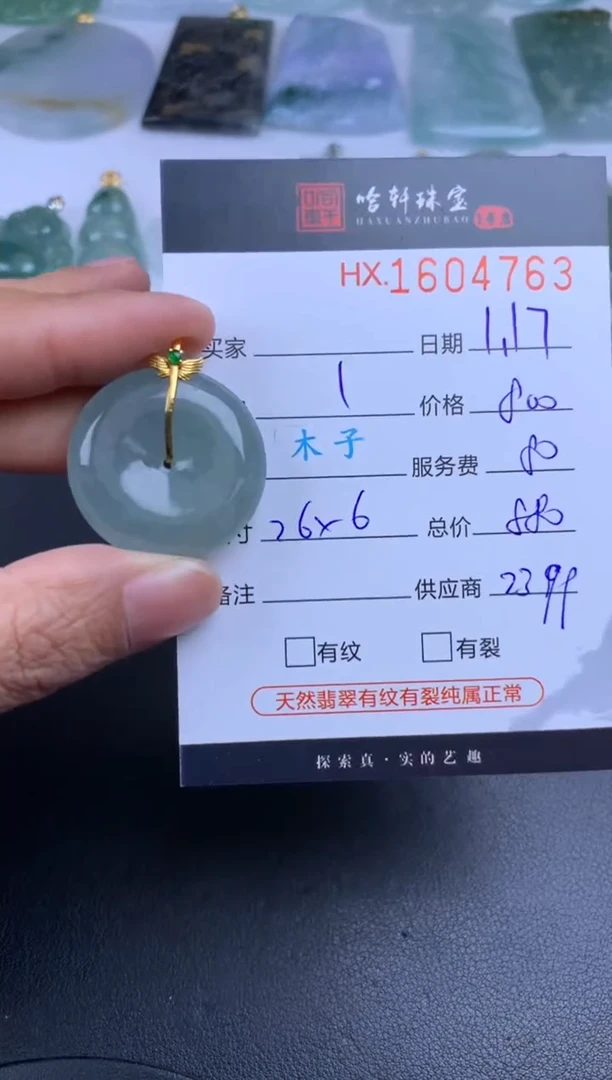 哈轩珠宝
HAXUANZHUBAO
HX.1604763
买家 日期 1.17
1 价格 800
木子 服务费 80
寸 26x6 总价 880
备注 供应商
有纹 有裂
天然翡翠有纹有裂纯属正常
探索真·实的艺趣